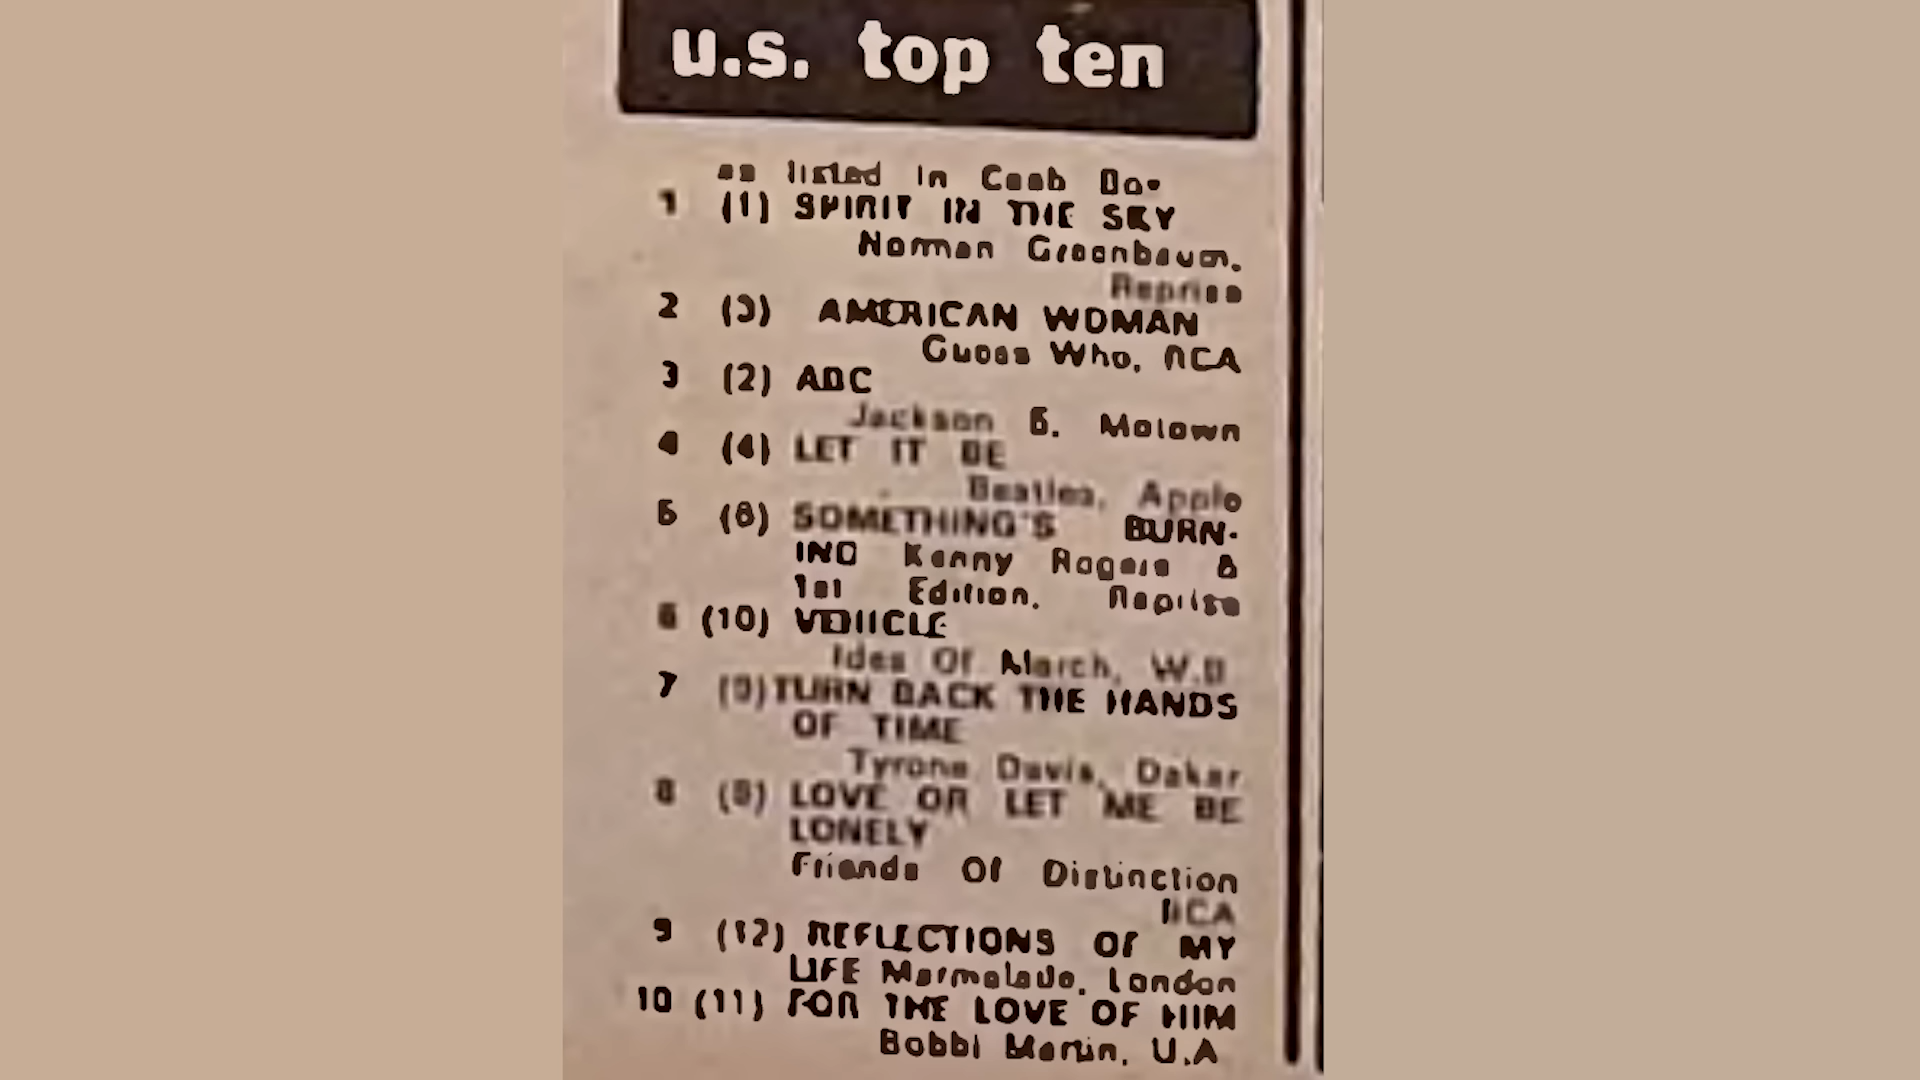 u.s. top ten
as listed in Cash Box
1 (1) SPIRIT IN THE SKY
Norman Greenbaum,
Reprise
2 (3) AMERICAN WOMAN
Guess Who, RCA
3 (2) ABC
Jackson 5, Motown
4 (4) LET IT BE
Beatles, Apple
5 (6) SOMETHING'S BURN-
ING Kenny Rogers &
1st Edition, Reprise
6 (10) VEHICLE
Ides Of March, W.B
7 (9) TURN BACK THE HANDS
OF TIME
Tyrone Davis, Dakar
8 (8) LOVE OR LET ME BE
LONELY
Friends Of Distinction
RCA
9 (12) REFLECTIONS OF MY
LIFE Marmalade, London
10 (11) FOR THE LOVE OF HIM
Bobbi Martin, U.A